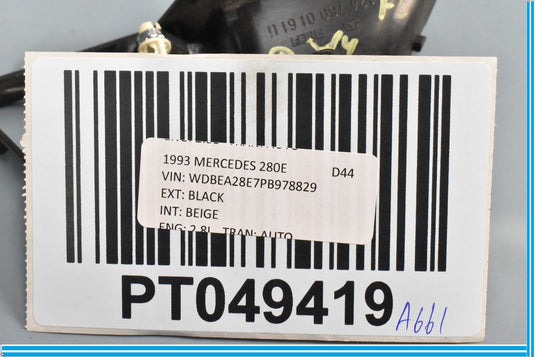 1993 MERCEDES 280E D44
VIN: WDBEA28E7PB978829
EXT: BLACK
INT: BEIGE
ENG: 2.8L TRAN: AUTO
PT049419
A661